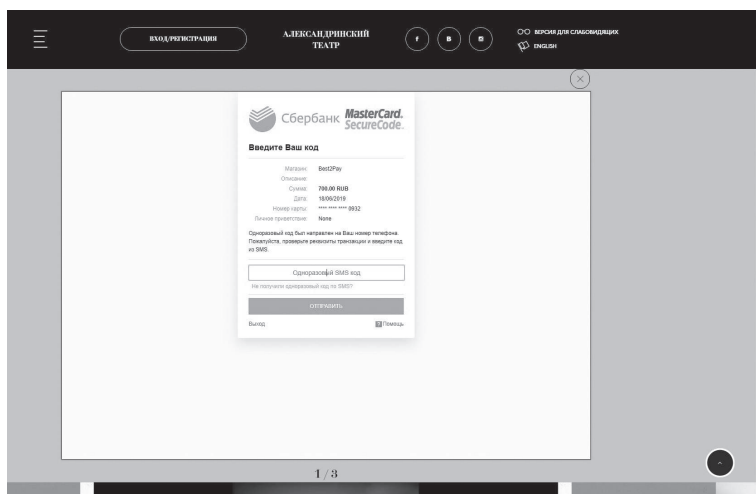 ВХОД/РЕГИСТРАЦИЯ
АЛЕКСАНДРИНСКИЙ
ТЕАТР
f
B
ВЕРСИЯ ДЛЯ СЛАБОВИДЯЩИХ
ENGLISH
Сбербанк
MasterCard.
SecureCode.
Введите Ваш код
Магазин: Best2Pay
Описание:
Сумма: 700.00 RUB
Дата: 18/06/2019
Номер карты: **** **** **** 0932
Личное приветствие: None
Одноразовый код был направлен на Ваш номер телефона.
Пожалуйста, проверьте реквизиты транзакции и введите код
из SMS.
Одноразовый SMS код
Не получили одноразовый код по SMS?
ОТПРАВИТЬ
Выход
? Помощь
1 / 3